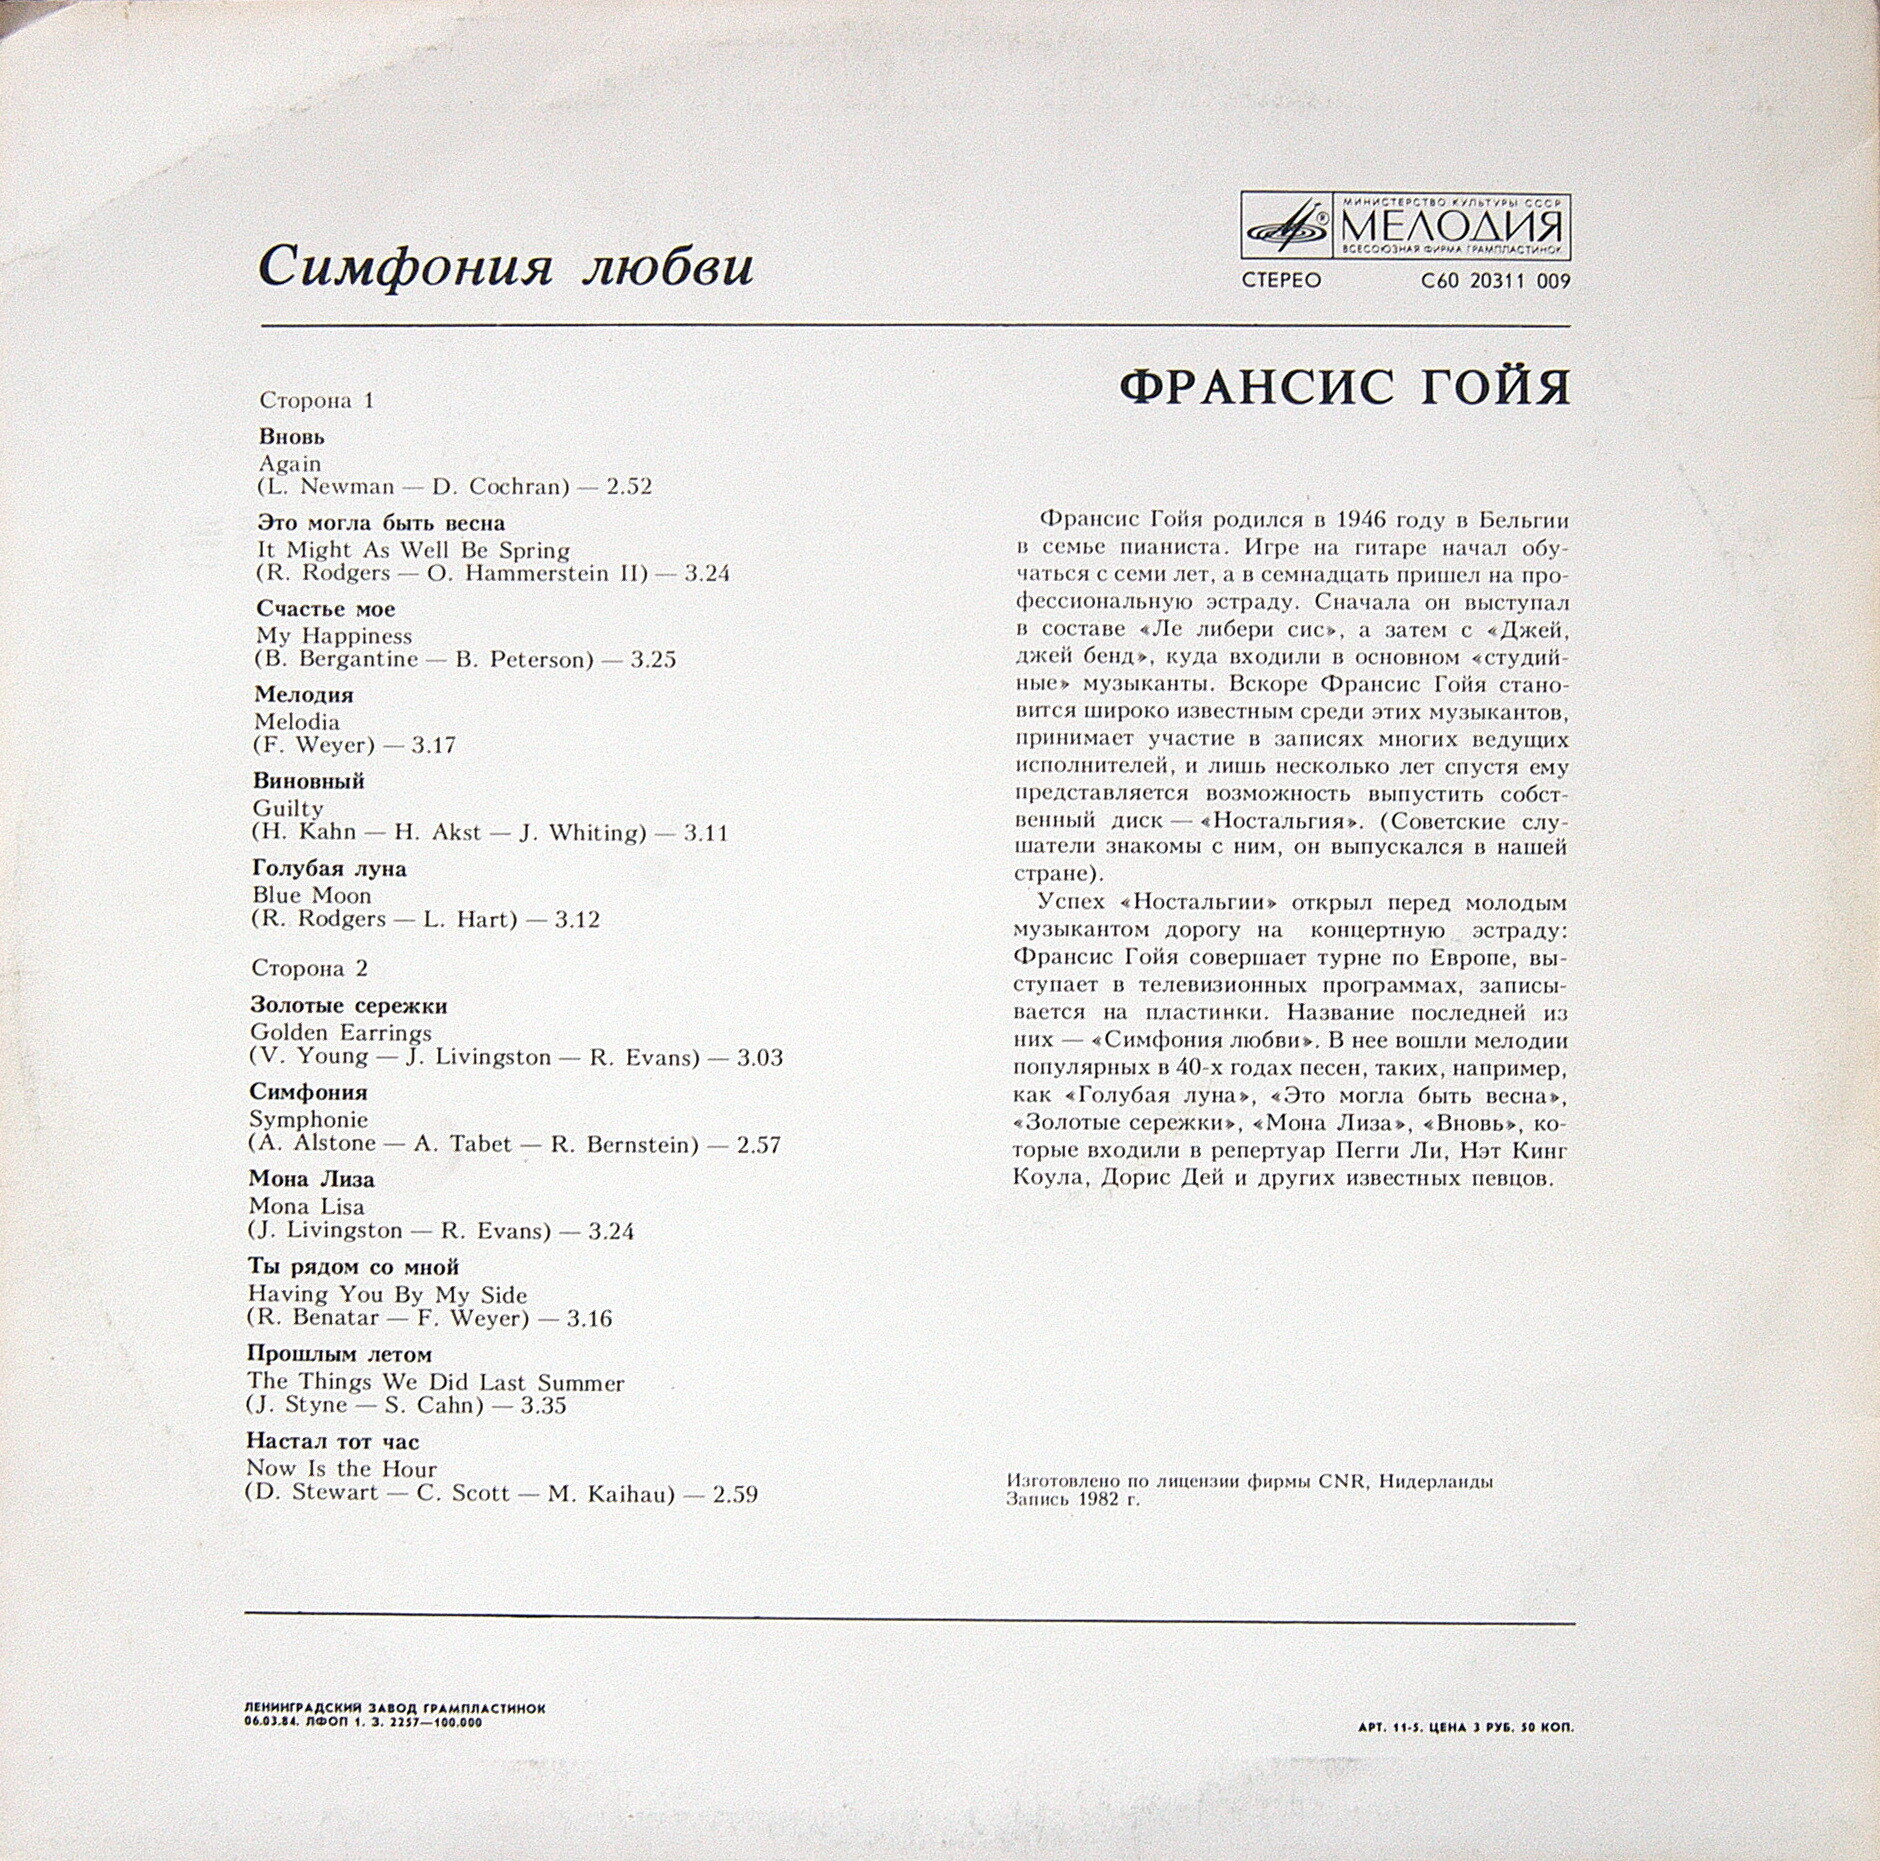 МИНИСТЕРСТВО КУЛЬТУРЫ СССР
МЕЛОДИЯ
ВСЕСОЮЗНАЯ ФИРМА ГРАМПЛАСТИНОК
Симфония любви
СТЕРЕО С60 20311 009
ФРАНСИС ГОЙЯ
Сторона 1
Вновь
Again
(L. Newman — D. Cochran) — 2.52
Это могла быть весна
It Might As Well Be Spring
(R. Rodgers — O. Hammerstein II) — 3.24
Счастье мое
My Happiness
(B. Bergantine — B. Peterson) — 3.25
Мелодия
Melodia
(F. Weyer) — 3.17
Виновный
Guilty
(H. Kahn — H. Akst — J. Whiting) — 3.11
Голубая луна
Blue Moon
(R. Rodgers — L. Hart) — 3.12
Сторона 2
Золотые сережки
Golden Earrings
(V. Young — J. Livingston — R. Evans) — 3.03
Симфония
Symphonie
(A. Alstone — A. Tabet — R. Bernstein) — 2.57
Мона Лиза
Mona Lisa
(J. Livingston — R. Evans) — 3.24
Ты рядом со мной
Having You By My Side
(R. Benatar — F. Weyer) — 3.16
Прошлым летом
The Things We Did Last Summer
(J. Styne — S. Cahn) — 3.35
Настал тот час
Now Is the Hour
(D. Stewart — C. Scott — M. Kaihau) — 2.59
Франсис Гойя родился в 1946 году в Бельгии
в семье пианиста. Игре на гитаре начал обу-
чаться с семи лет, а в семнадцать пришел на про-
фессиональную эстраду. Сначала он выступал
в составе «Ле либери сис», а затем с «Джей,
джей бенд», куда входили в основном «студий-
ные» музыканты. Вскоре Франсис Гойя стано-
вится широко известным среди этих музыкантов,
принимает участие в записях многих ведущих
исполнителей, и лишь несколько лет спустя ему
представляется возможность выпустить собст-
венный диск — «Ностальгия». (Советские слу-
шатели знакомы с ним, он выпускался в нашей
стране).
Успех «Ностальгии» открыл перед молодым
музыкантом дорогу на концертную эстраду:
Франсис Гойя совершает турне по Европе, вы-
ступает в телевизионных программах, записы-
вается на пластинки. Название последней из
них — «Симфония любви». В нее вошли мелодии
популярных в 40-х годах песен, таких, например,
как «Голубая луна», «Это могла быть весна»,
«Золотые сережки», «Мона Лиза», «Вновь», ко-
торые входили в репертуар Пегги Ли, Нэт Кинг
Коула, Дорис Дей и других известных певцов.
Изготовлено по лицензии фирмы CNR, Нидерланды
Запись 1982 г.
ЛЕНИНГРАДСКИЙ ЗАВОД ГРАМПЛАСТИНОК
06.03.84. ЛФОП 1. З. 2257—100.000
АРТ. 11-5. ЦЕНА 3 РУБ. 50 КОП.